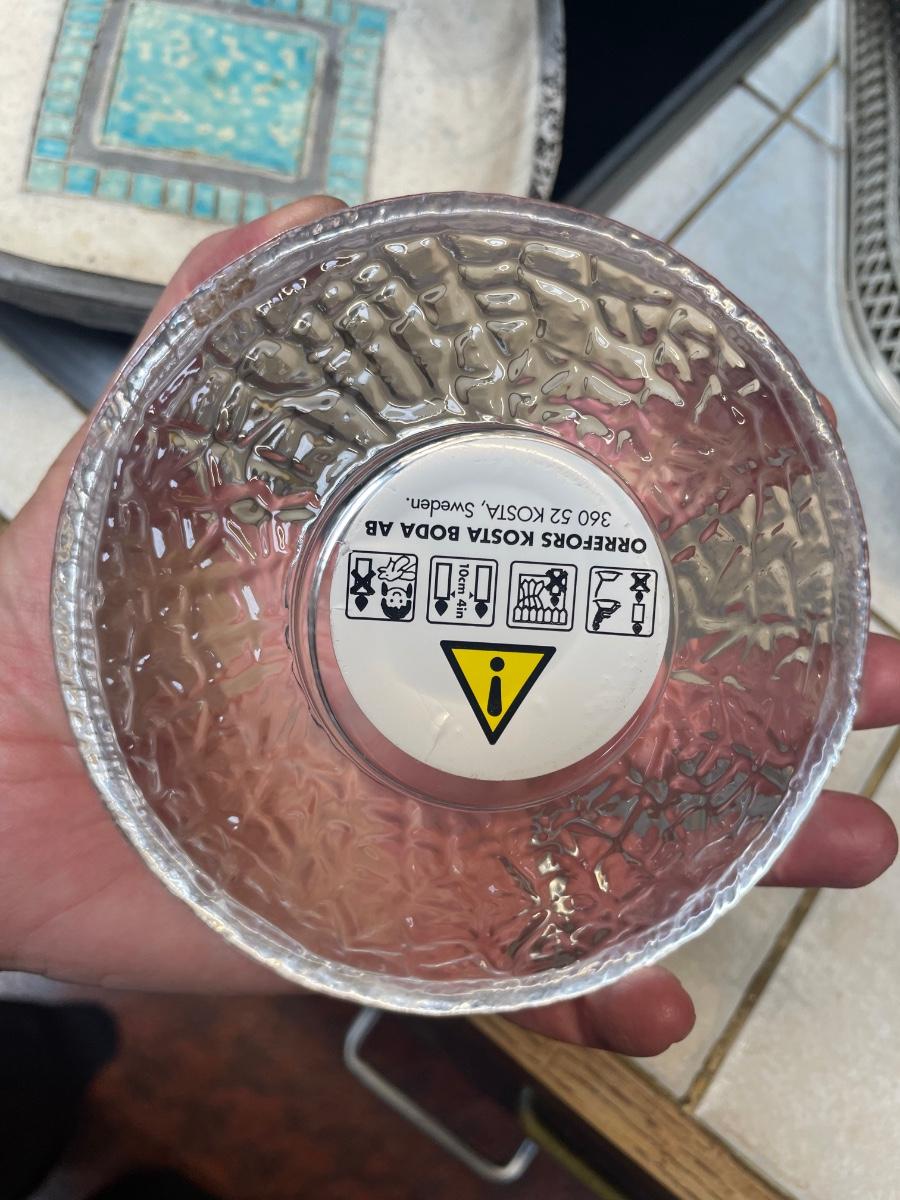 10cm 4in
ORREFORS KOSTA BODA AB
360 52 KOSTA, Sweden.